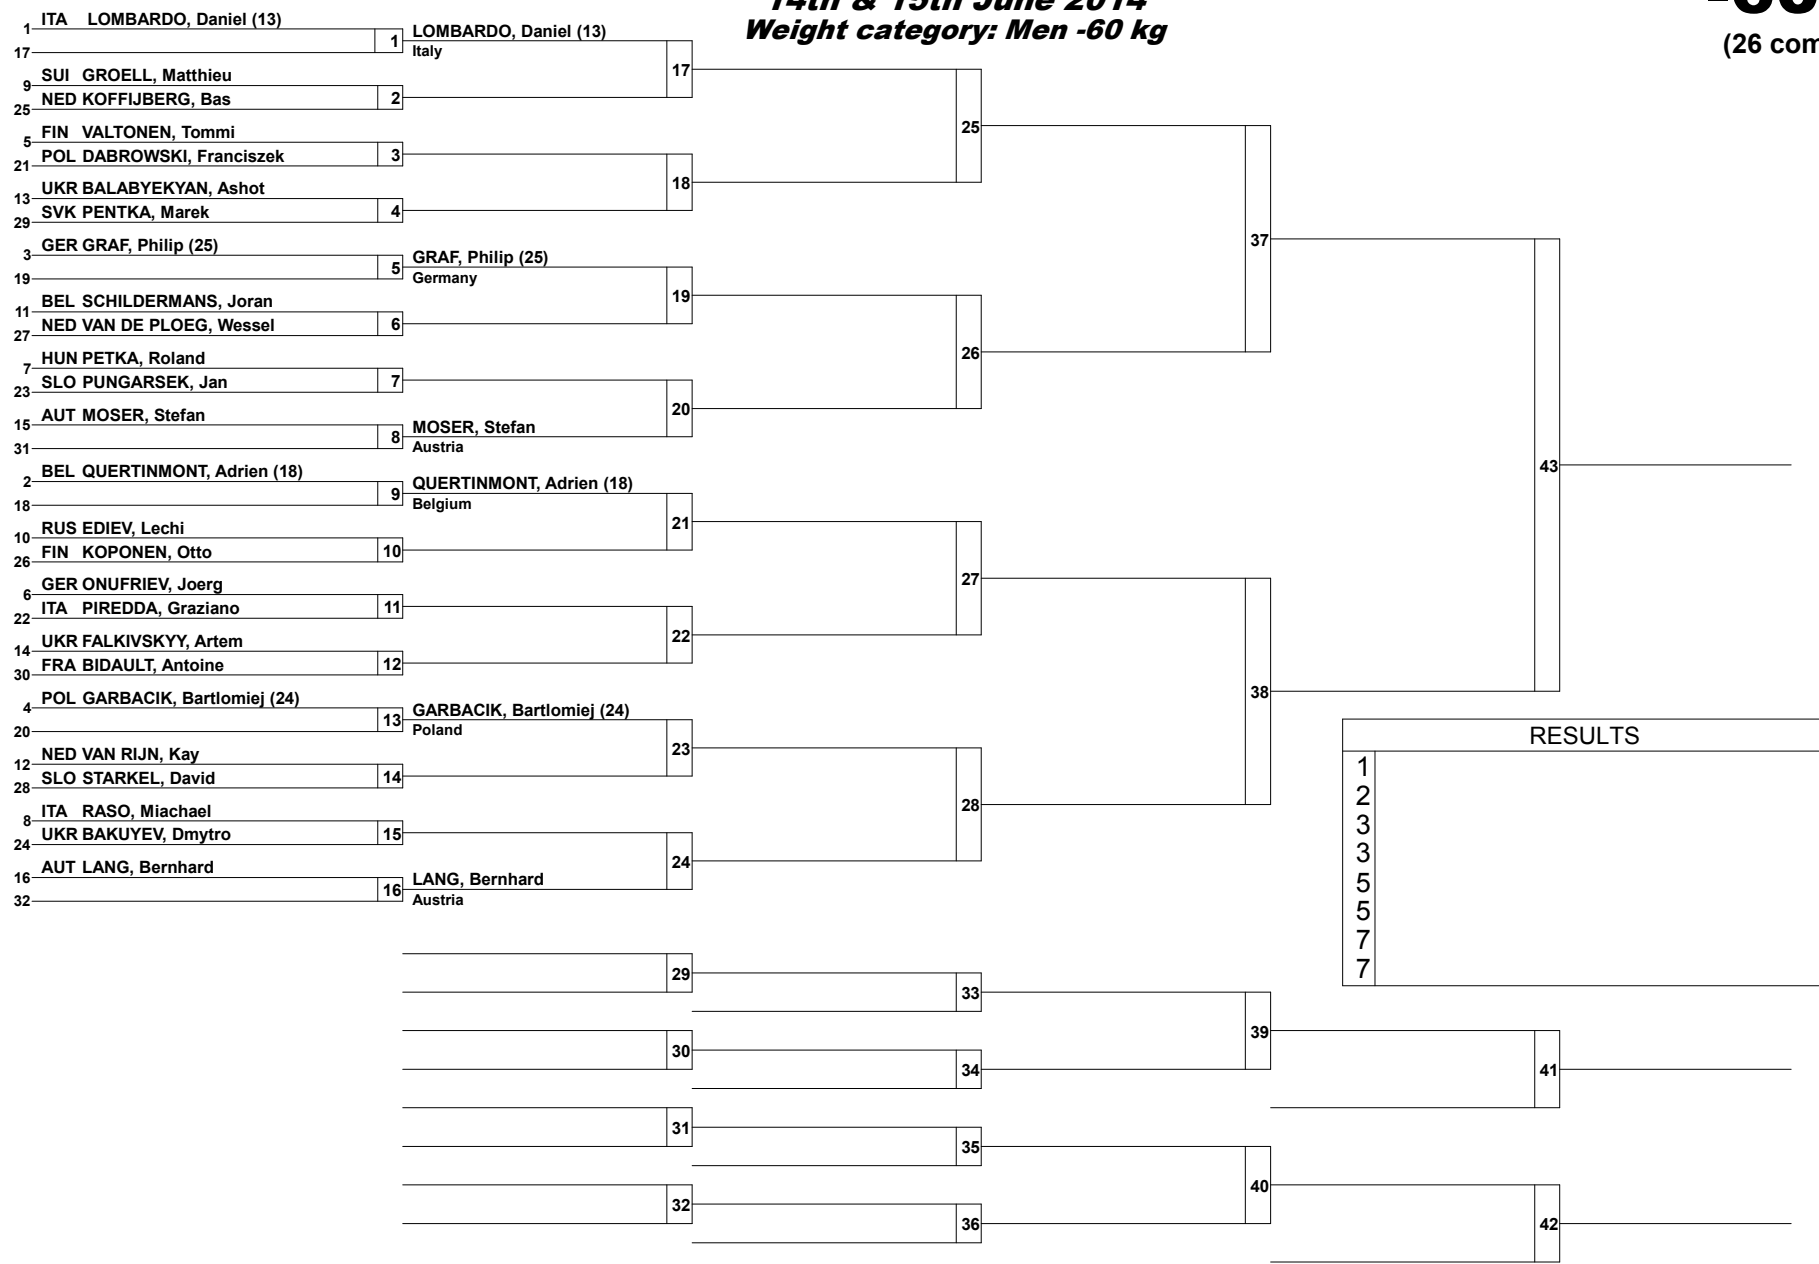 14th & 15th June 2014
Weight category: Men -60 kg
(26 com
1 ITA LOMBARDO, Daniel (13)
17
1 LOMBARDO, Daniel (13)
Italy
9 SUI GROELL, Matthieu
25 NED KOFFIJBERG, Bas
2
17
5 FIN VALTONEN, Tommi
21 POL DABROWSKI, Franciszek
3
13 UKR BALABYEKYAN, Ashot
29 SVK PENTKA, Marek
4
18
25
3 GER GRAF, Philip (25)
19
5 GRAF, Philip (25)
Germany
11 BEL SCHILDERMANS, Joran
27 NED VAN DE PLOEG, Wessel
6
19
7 HUN PETKA, Roland
23 SLO PUNGARSEK, Jan
7
15 AUT MOSER, Stefan
31
8 MOSER, Stefan
Austria
20
26
37
2 BEL QUERTINMONT, Adrien (18)
18
9 QUERTINMONT, Adrien (18)
Belgium
10 RUS EDIEV, Lechi
26 FIN KOPONEN, Otto
10
21
6 GER ONUFRIEV, Joerg
22 ITA PIREDDA, Graziano
11
14 UKR FALKIVSKYY, Artem
30 FRA BIDAULT, Antoine
12
22
27
4 POL GARBACIK, Bartlomiej (24)
20
13 GARBACIK, Bartlomiej (24)
Poland
12 NED VAN RIJN, Kay
28 SLO STARKEL, David
14
23
8 ITA RASO, Miachael
24 UKR BAKUYEV, Dmytro
15
16 AUT LANG, Bernhard
32
16 LANG, Bernhard
Austria
24
28
38
43
RESULTS
1
2
3
3
5
5
7
7
29
33
30
34
39
41
31
35
32
36
40
42